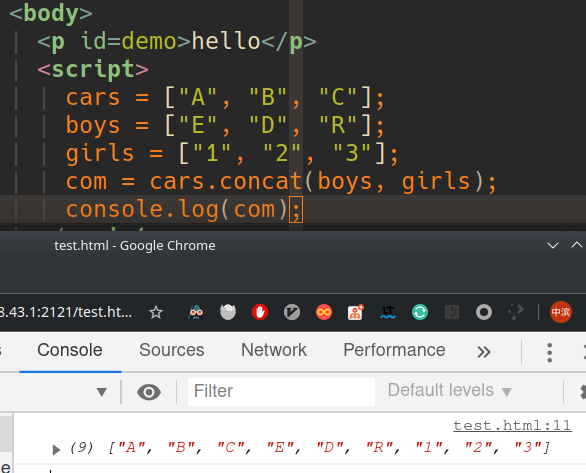 <body>
<p id=demo>hello</p>
<script>
cars = ["A", "B", "C"];
boys = ["E", "D", "R"];
girls = ["1", "2", "3"];
com = cars.concat(boys, girls);
console.log(com);
test.html - Google Chrome
8.43.1:2121/test.ht...
中滨
Console Sources Network Performance »
Filter Default levels ▼
test.html:11
(9) ["A", "B", "C", "E", "D", "R", "1", "2", "3"]